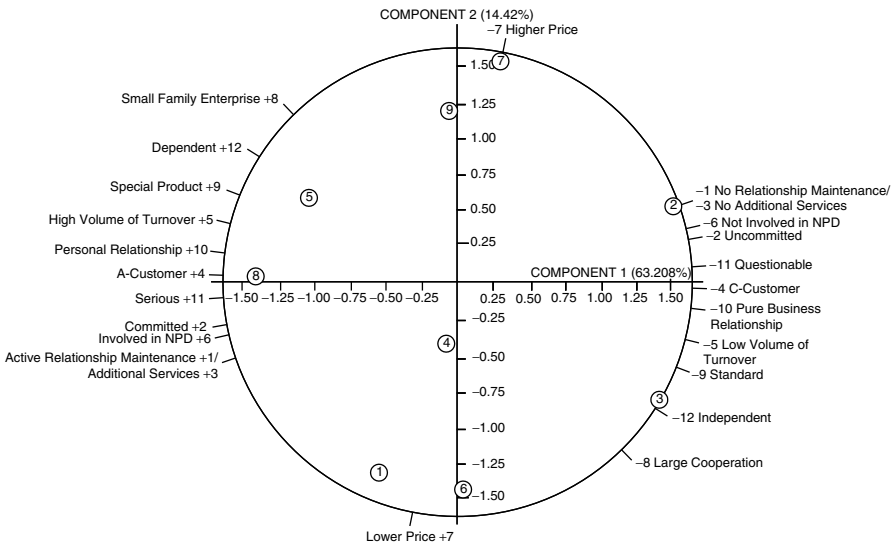 COMPONENT 2 (14.42%)
−7 Higher Price
7
1.50
Small Family Enterprise +8
9
1.25
1.00
Dependent +12
0.75
Special Product +9
5
−1 No Relationship Maintenance/
2
−3 No Additional Services
High Volume of Turnover +5
0.50
−6 Not Involved in NPD
−2 Uncommitted
Personal Relationship +10
0.25
−11 Questionable
A-Customer +4
8
COMPONENT 1 (63.208%)
−4 C-Customer
Serious +11
−1.50 −1.25 −1.00 −0.75 −0.50 −0.25
0.25 0.50 0.75 1.00 1.25 1.50
−10 Pure Business
Relationship
Committed +2
−0.25
Involved in NPD +6
4
−5 Low Volume of
Turnover
Active Relationship Maintenance +1/
Additional Services +3
−0.50
−9 Standard
−0.75
3
−12 Independent
−1.00
−8 Large Cooperation
−1.25
1
6
−1.50
Lower Price +7